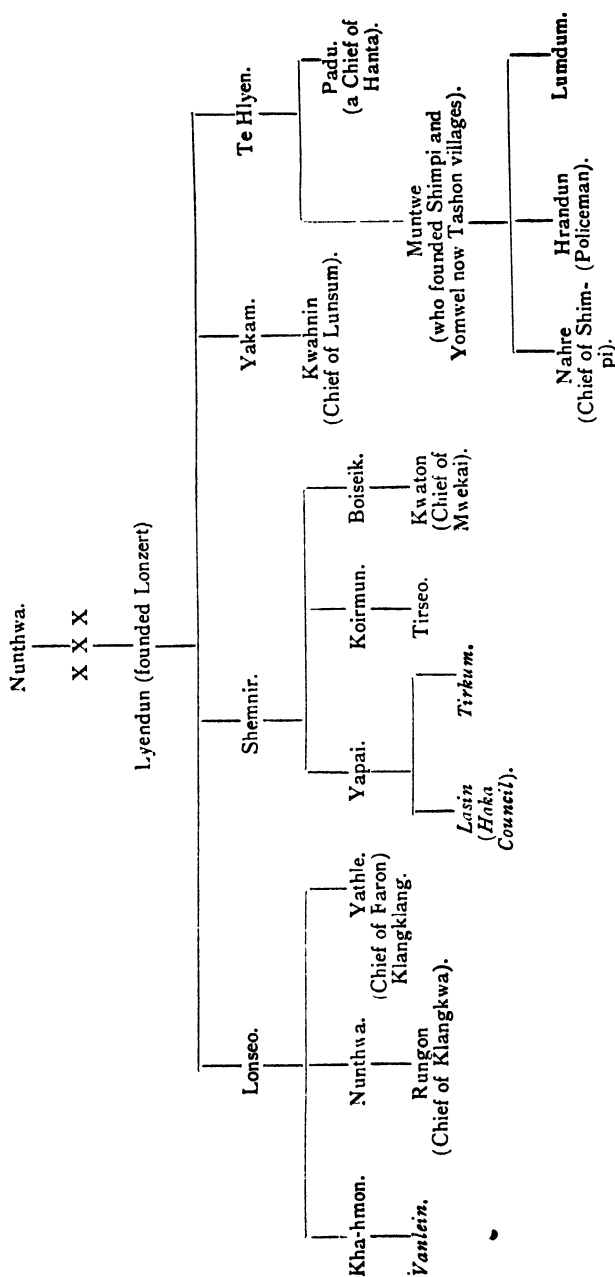 Nunthwa.
X X X
Lyendun (founded Lonzert)
Lonseo.
Shemnir.
Yakam.
Te Hlyen.
Kha-hmon.
Nunthwa.
Yathle.
(Chief of Faron)
Klangklang.
Yapai.
Koirmun.
Boiseik.
Kwahnin
(Chief of Lunsum).
Padu.
(a Chief of
Hanta).
Vanlein.
Rungon
(Chief of Klangkwa).
Lasin
(Haka
Council).
Tirkum.
Tirseo.
Kwaton
(Chief of
Mwekai).
Muntwe
(who founded Shimpi and
Yomwel now Tashon villages).
Nahre
(Chief of Shim-
pi).
Hrandun
(Policeman).
Lumdum.